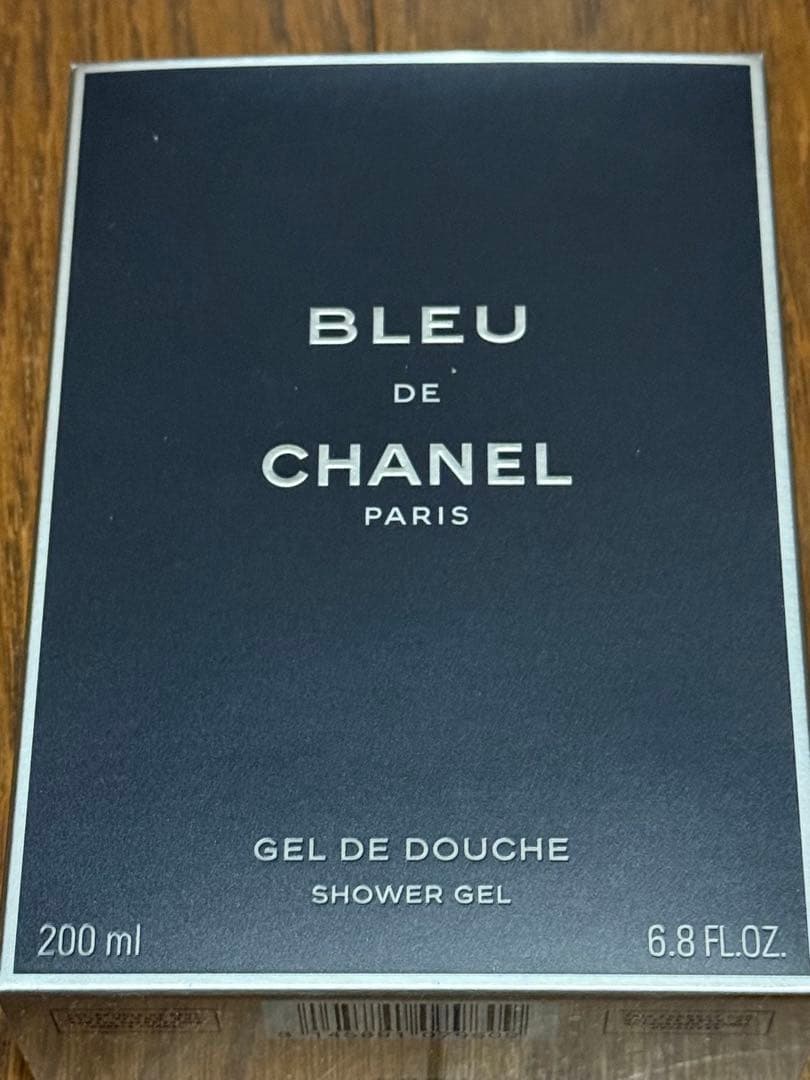 BLEU
DE
CHANEL
PARIS
GEL DE DOUCHE
SHOWER GEL
200 ml
6.8 FL.OZ.